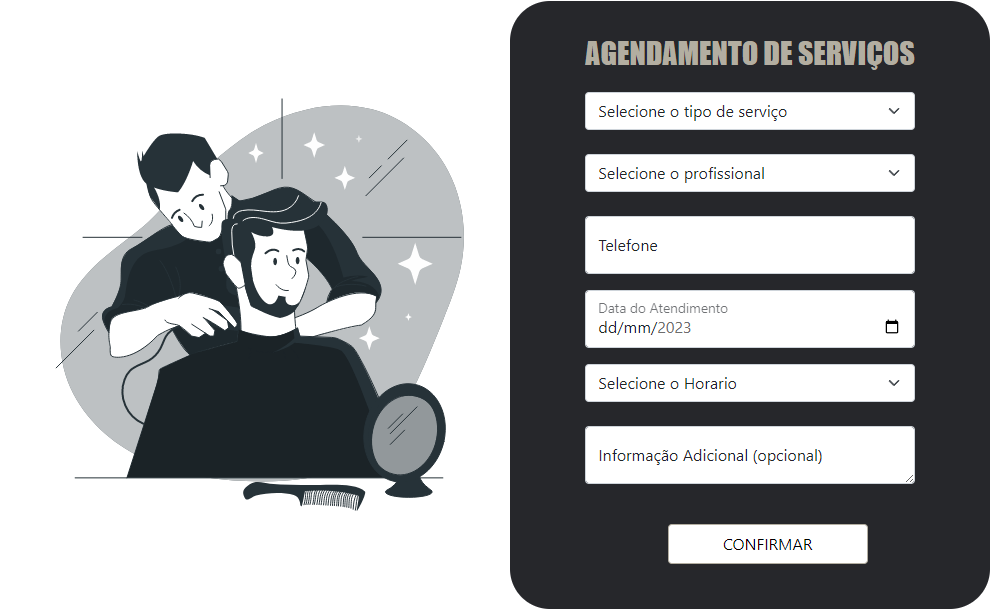 AGENDAMENTO DE SERVIÇOS
Selecione o tipo de serviço
Selecione o profissional
Telefone
Data do Atendimento
dd/mm/2023
Selecione o Horario
Informação Adicional (opcional)
CONFIRMAR